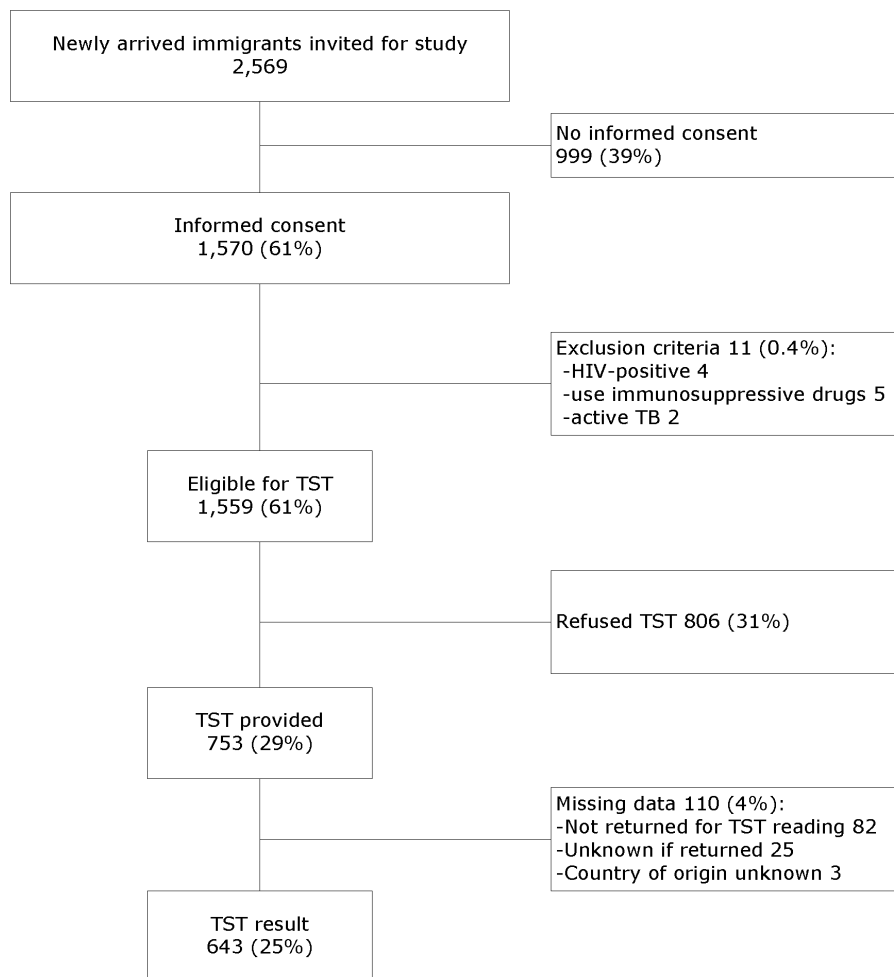 Newly arrived immigrants invited for study
2,569
No informed consent
999 (39%)
Informed consent
1,570 (61%)
Exclusion criteria 11 (0.4%):
-HIV-positive 4
-use immunosuppressive drugs 5
-active TB 2
Eligible for TST
1,559 (61%)
Refused TST 806 (31%)
TST provided
753 (29%)
Missing data 110 (4%):
-Not returned for TST reading 82
-Unknown if returned 25
-Country of origin unknown 3
TST result
643 (25%)